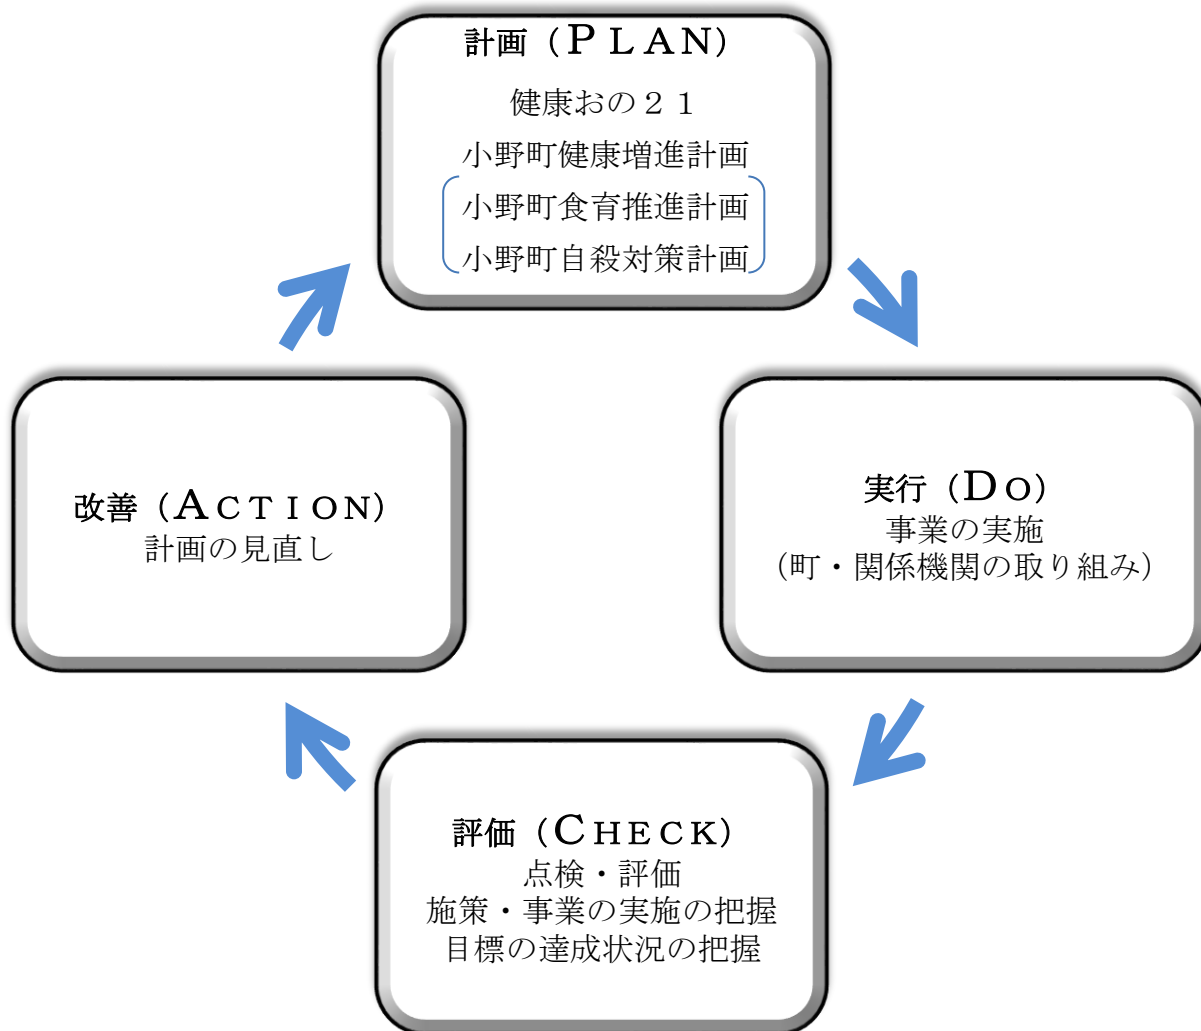 計画（PLAN）
健康おの２１
小野町健康増進計画
小野町食育推進計画
小野町自殺対策計画
実行（DO）
事業の実施
（町・関係機関の取り組み）
評価（CHECK）
点検・評価
施策・事業の実施の把握
目標の達成状況の把握
改善（ACTION）
計画の見直し